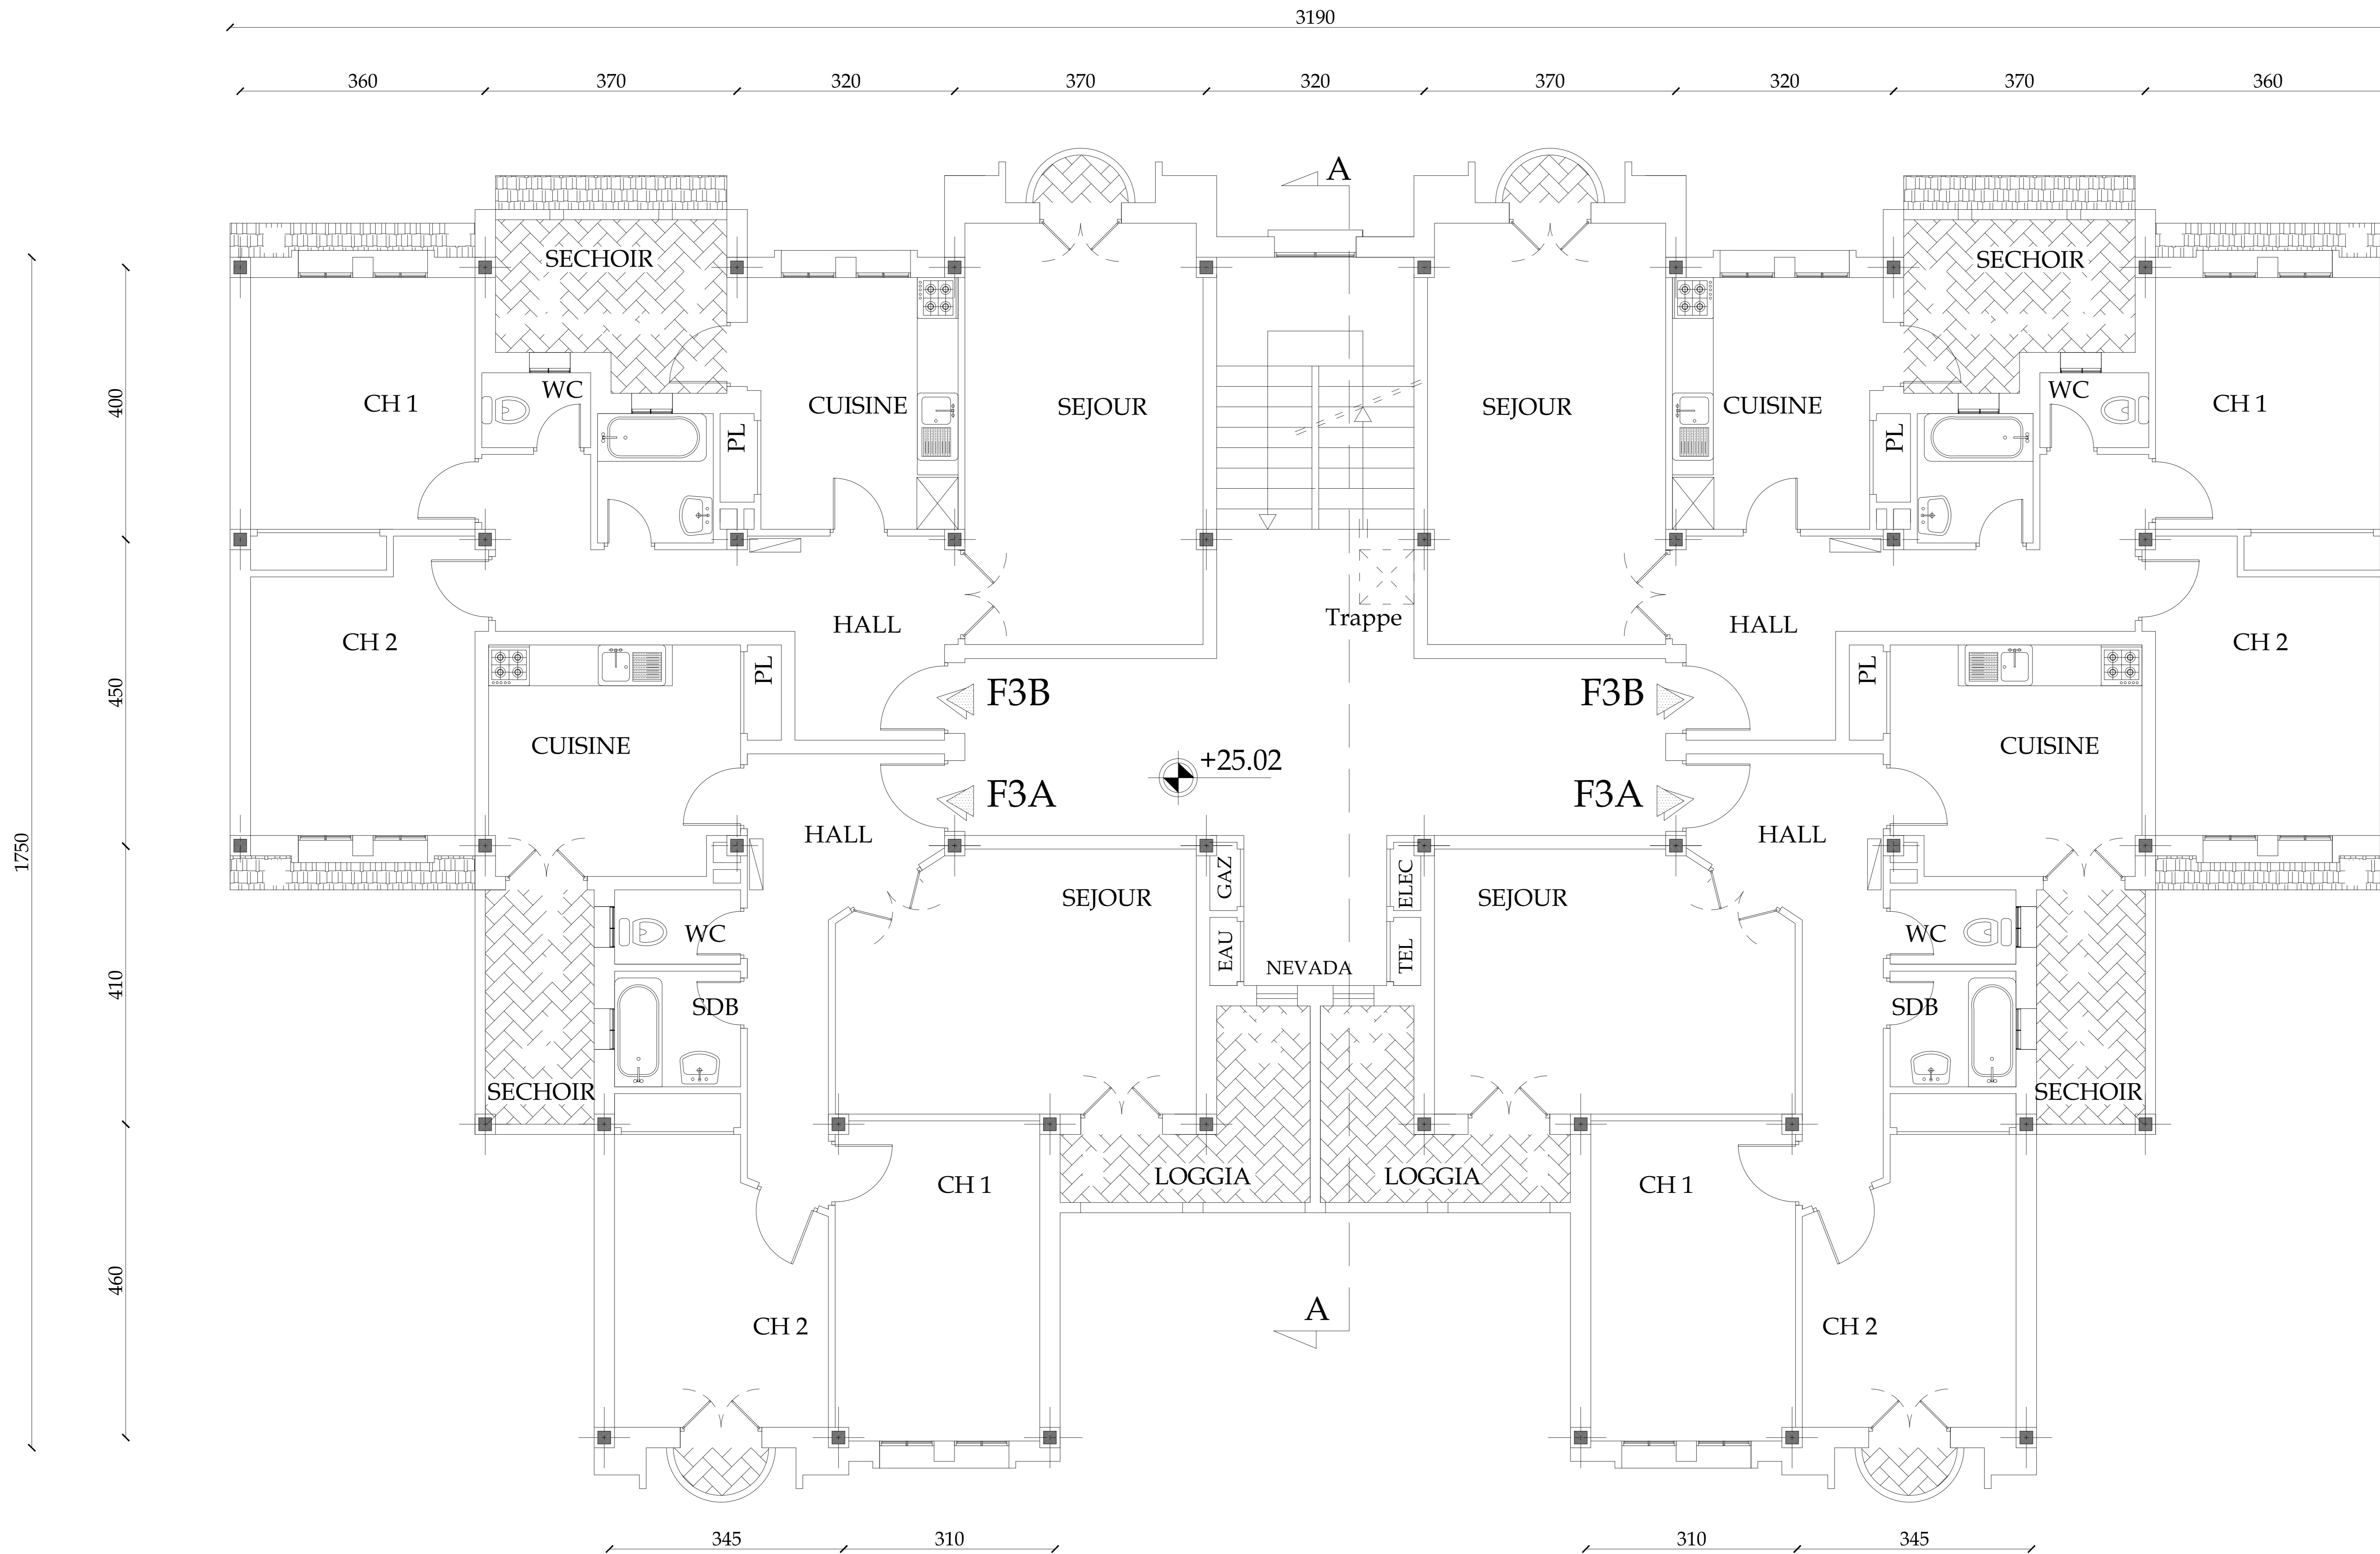 3190
360 370 320 370 320 370 320 370 360
A
SECHOIR SECHOIR
WC WC
CH 1 CUISINE SEJOUR SEJOUR CUISINE CH 1
400
PL PL
HALL Trappe HALL
CH 2 CH 2
PL PL
450
F3B F3B
CUISINE CUISINE
+25.02
F3A F3A
HALL HALL
1750
GAZ ELEC
SEJOUR SEJOUR
WC WC
EAU TEL
NEVADA
410
SDB SDB
SECHOIR SECHOIR
CH 1 LOGGIA LOGGIA CH 1
460
A
CH 2 CH 2
345 310 310 345